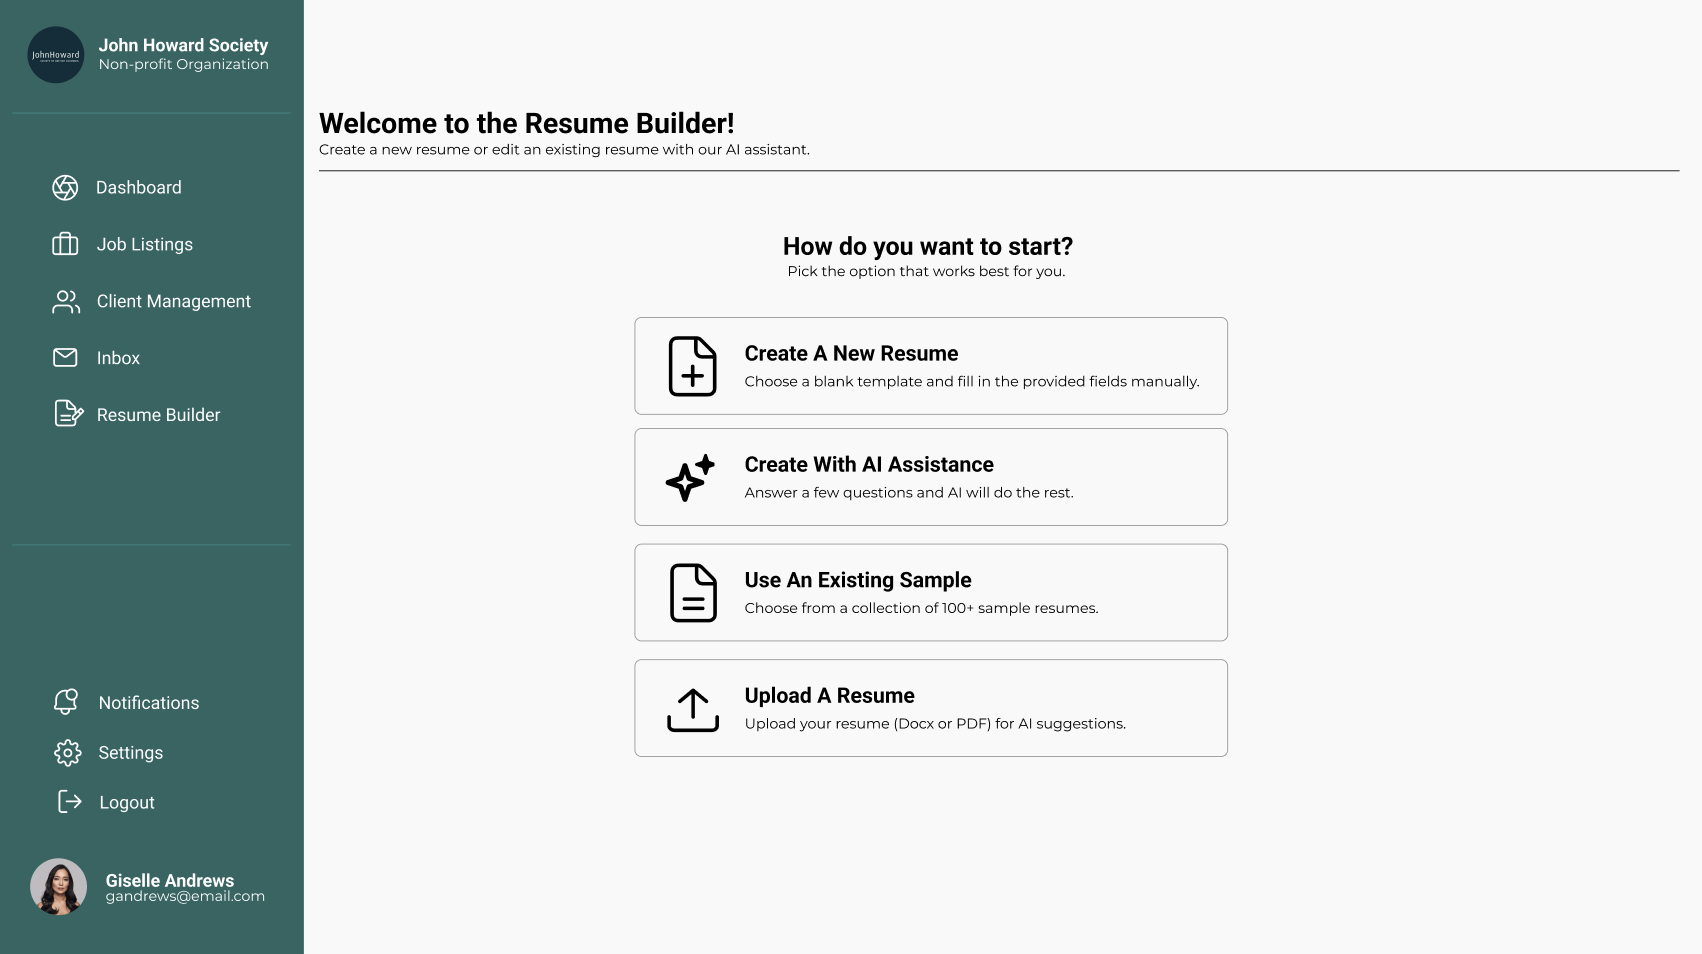 JohnHoward
John Howard Society
Non-profit Organization
Dashboard
Job Listings
Client Management
Inbox
Resume Builder
Notifications
Settings
Logout
Giselle Andrews
gandrews@email.com
Welcome to the Resume Builder!
Create a new resume or edit an existing resume with our AI assistant.
How do you want to start?
Pick the option that works best for you.
Create A New Resume
Choose a blank template and fill in the provided fields manually.
Create With AI Assistance
Answer a few questions and AI will do the rest.
Use An Existing Sample
Choose from a collection of 100+ sample resumes.
Upload A Resume
Upload your resume (Docx or PDF) for AI suggestions.